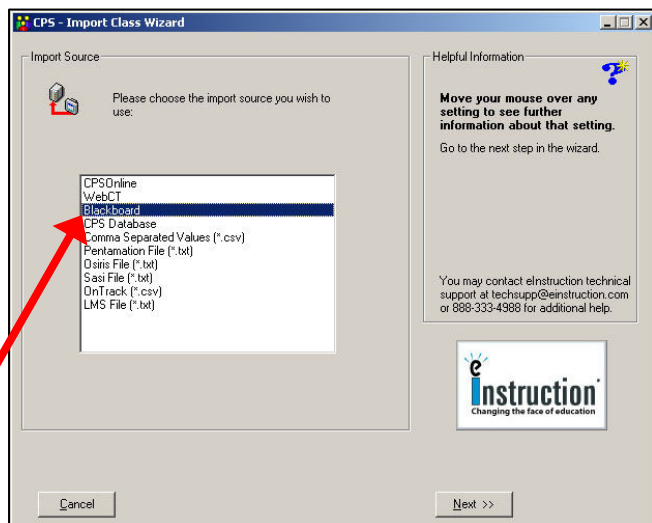 CPS - Import Class Wizard
Import Source
Please choose the import source you wish to
use:
CPSOnline
WebCT
Blackboard
CPS Database
Comma Separated Values (*.csv)
Pentamation File (*.txt)
Osiris File (*.txt)
Sasi File (*.txt)
OnTrack (*.csv)
LMS File (*.txt)
Helpful Information
Move your mouse over any
setting to see further
information about that setting.
Go to the next step in the wizard.
You may contact eInstruction technical
support at techsupp@einstruction.com
or 888-333-4988 for additional help.
eInstruction
Changing the face of education
Cancel
Next >>